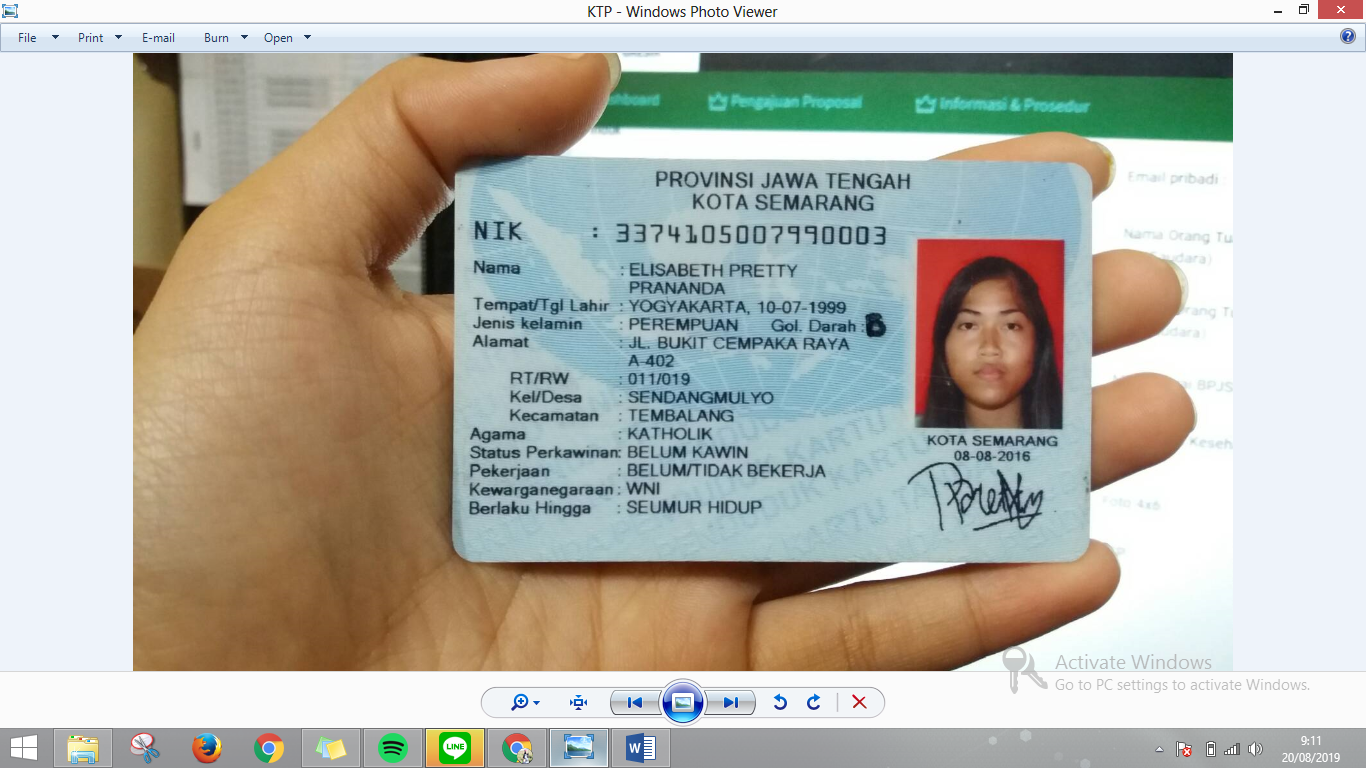 KTP - Windows Photo Viewer
File Print E-mail Burn Open
Pengajuan Proposal Informasi & Prosedur
Email pribadi :
PROVINSI JAWA TENGAH
KOTA SEMARANG
NIK : 3374105007990003
Nama : ELISABETH PRETTY
PRANANDA
Tempat/Tgl Lahir : YOGYAKARTA, 10-07-1999
Jenis kelamin : PEREMPUAN Gol. Darah : B
Alamat : JL. BUKIT CEMPAKA RAYA
A-402
RT/RW : 011/019
Kel/Desa : SENDANGMULYO
Kecamatan : TEMBALANG
Agama : KATHOLIK
Status Perkawinan: BELUM KAWIN
Pekerjaan : BELUM/TIDAK BEKERJA
Kewarganegaraan : WNI
Berlaku Hingga : SEUMUR HIDUP
KOTA SEMARANG
08-08-2016
Foto 4x6
Activate Windows
Go to PC settings to activate Windows.
LINE
9:11
20/08/2019